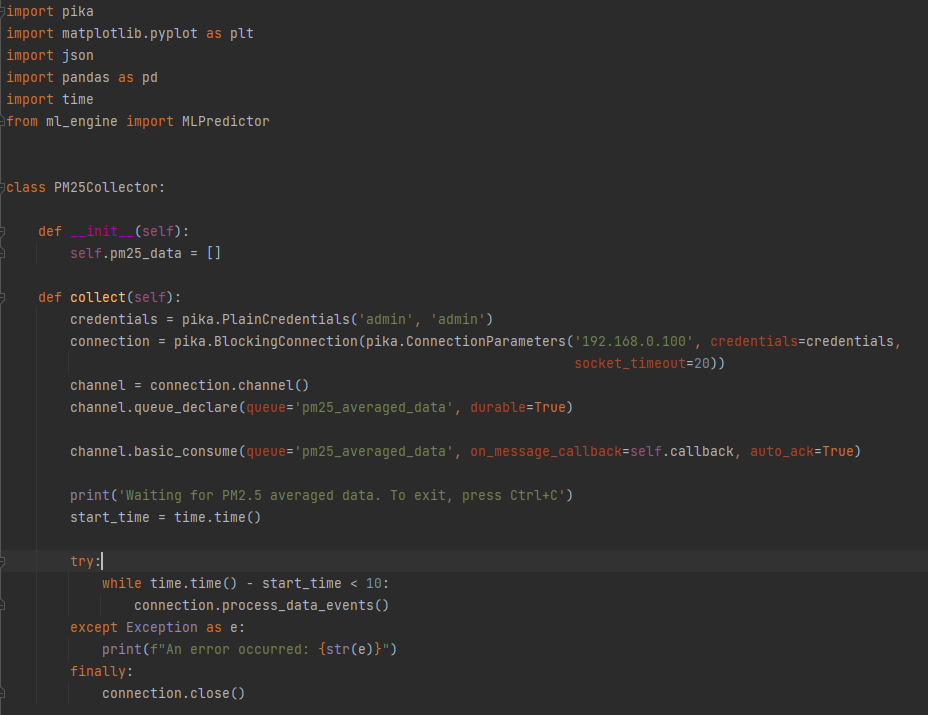 import pika
import matplotlib.pyplot as plt
import json
import pandas as pd
import time
from ml_engine import MLPredictor
class PM25Collector:
def __init__(self):
self.pm25_data = []
def collect(self):
credentials = pika.PlainCredentials('admin', 'admin')
connection = pika.BlockingConnection(pika.ConnectionParameters('192.168.0.100', credentials=credentials,
socket_timeout=20))
channel = connection.channel()
channel.queue_declare(queue='pm25_averaged_data', durable=True)
channel.basic_consume(queue='pm25_averaged_data', on_message_callback=self.callback, auto_ack=True)
print('Waiting for PM2.5 averaged data. To exit, press Ctrl+C')
start_time = time.time()
try:
while time.time() - start_time < 10:
connection.process_data_events()
except Exception as e:
print(f"An error occurred: {str(e)}")
finally:
connection.close()